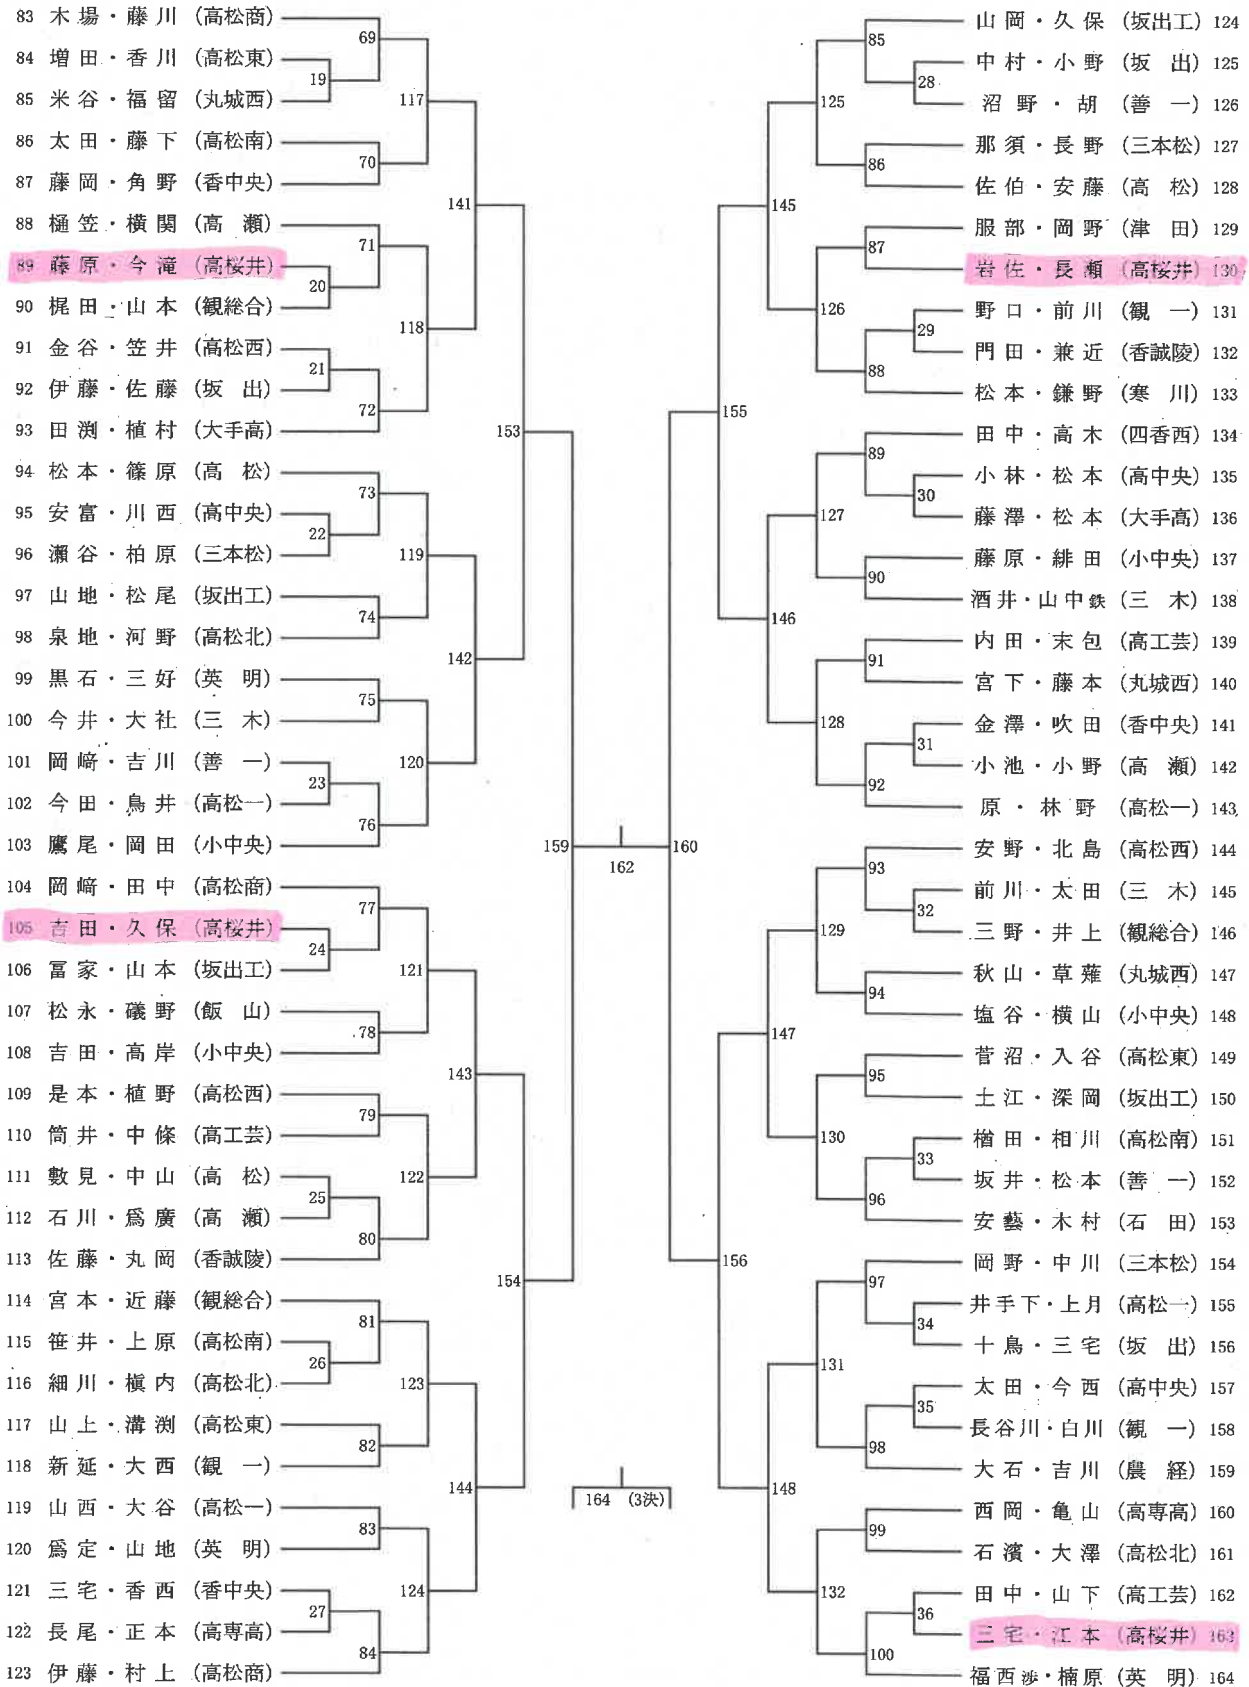 83 木場・藤川 (高松商)
84 増田・香川 (高松東)
85 米谷・福留 (丸城西)
86 太田・藤下 (高松南)
87 藤岡・角野 (香中央)
88 樋笠・横関 (高 瀬)
89 藤原・今滝 (高桜井)
90 梶田・山本 (観総合)
91 金谷・笠井 (高松西)
92 伊藤・佐藤 (坂 出)
93 田渕・植村 (大手高)
94 松本・篠原 (高 松)
95 安富・川西 (高中央)
96 瀬谷・柏原 (三本松)
97 山地・松尾 (坂出工)
98 泉地・河野 (高松北)
99 黒石・三好 (英 明)
100 今井・大社 (三 木)
101 岡﨑・吉川 (善 一)
102 今田・鳥井 (高松一)
103 鷹尾・岡田 (小中央)
104 岡﨑・田中 (高松商)
105 吉田・久保 (高桜井)
106 冨家・山本 (坂出工)
107 松永・磯野 (飯 山)
108 吉田・高岸 (小中央)
109 是本・植野 (高松西)
110 筒井・中條 (高工芸)
111 數見・中山 (高 松)
112 石川・爲廣 (高 瀬)
113 佐藤・丸岡 (香誠陵)
114 宮本・近藤 (観総合)
115 笹井・上原 (高松南)
116 細川・槇内 (高松北)
117 山上・溝渕 (高松東)
118 新延・大西 (観 一)
119 山西・大谷 (高松一)
120 爲定・山地 (英 明)
121 三宅・香西 (香中央)
122 長尾・正本 (高専高)
123 伊藤・村上 (高松商)
19
20
21
22
23
24
25
26
27
69
70
71
72
73
74
75
76
77
78
79
80
81
82
83
84
117
118
119
120
121
122
123
124
141
142
143
144
153
154
159
162
160
164 (3決)
155
156
145
146
147
148
125
126
127
128
129
130
131
132
85
86
87
88
89
90
91
92
93
94
95
96
97
98
99
100
28
29
30
31
32
33
34
35
36
山岡・久保 (坂出工) 124
中村・小野 (坂 出) 125
沼野・胡 (善 一) 126
那須・長野 (三本松) 127
佐伯・安藤 (高 松) 128
服部・岡野 (津 田) 129
岩佐・長瀬 (高桜井) 130
野口・前川 (観 一) 131
門田・兼近 (香誠陵) 132
松本・鎌野 (寒 川) 133
田中・高木 (四香西) 134
小林・松本 (高中央) 135
藤澤・松本 (大手高) 136
藤原・緋田 (小中央) 137
酒井・山中鉄 (三 木) 138
内田・末包 (高工芸) 139
宮下・藤本 (丸城西) 140
金澤・吹田 (香中央) 141
小池・小野 (高 瀬) 142
原・林野 (高松一) 143
安野・北島 (高松西) 144
前川・太田 (三 木) 145
三野・井上 (観総合) 146
秋山・草薙 (丸城西) 147
塩谷・横山 (小中央) 148
菅沼・入谷 (高松東) 149
土江・深岡 (坂出工) 150
楢田・相川 (高松南) 151
坂井・松本 (善 一) 152
安藝・木村 (石 田) 153
岡野・中川 (三本松) 154
井手下・上月 (高松一) 155
十鳥・三宅 (坂 出) 156
太田・今西 (高中央) 157
長谷川・白川 (観 一) 158
大石・吉川 (農 経) 159
西岡・亀山 (高専高) 160
石濱・大澤 (高松北) 161
田中・山下 (高工芸) 162
三宅・江本 (高桜井) 163
福西渉・楠原 (英 明) 164